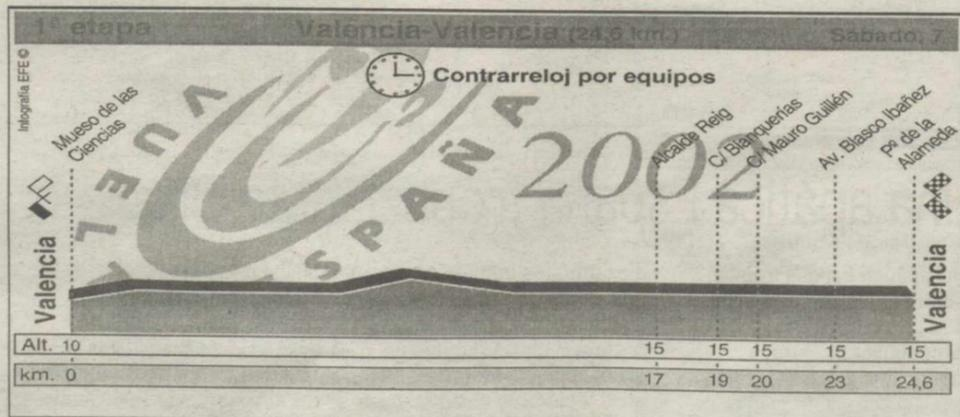 1ª etapa Valencia-Valencia (24,6 km.) Sábado, 7
Infografía EFE ©
Contrarreloj por equipos
VUEL
A
ESPAÑA
2002
Mueso de las
Ciencias
Alcalde Reig
C/ Blanquerías
C/ Mauro Guillén
Av. Blasco Ibañez
Pº de la
Alameda
Valencia
Valencia
Alt. 10 15 15 15 15 15
km. 0 17 19 20 23 24,6